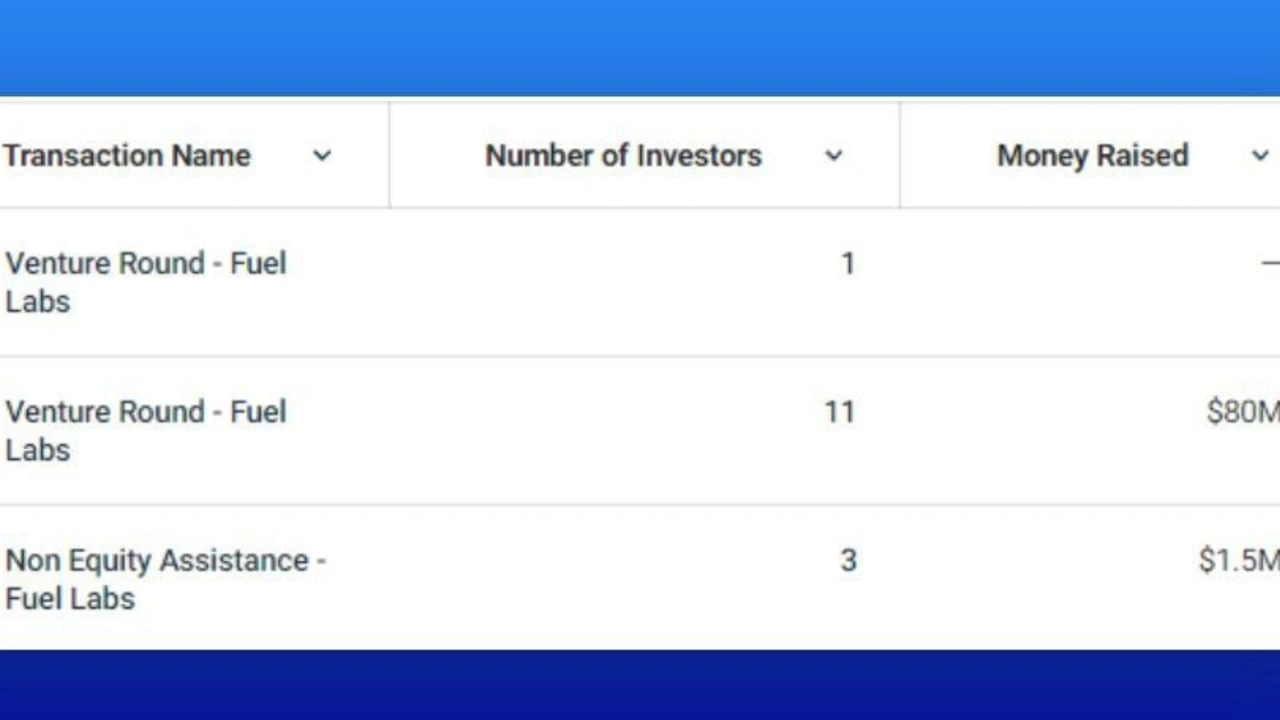 Transaction Name Number of Investors Money Raised
Venture Round - Fuel 1 —
Labs
Venture Round - Fuel 11 $80M
Labs
Non Equity Assistance - 3 $1.5M
Fuel Labs